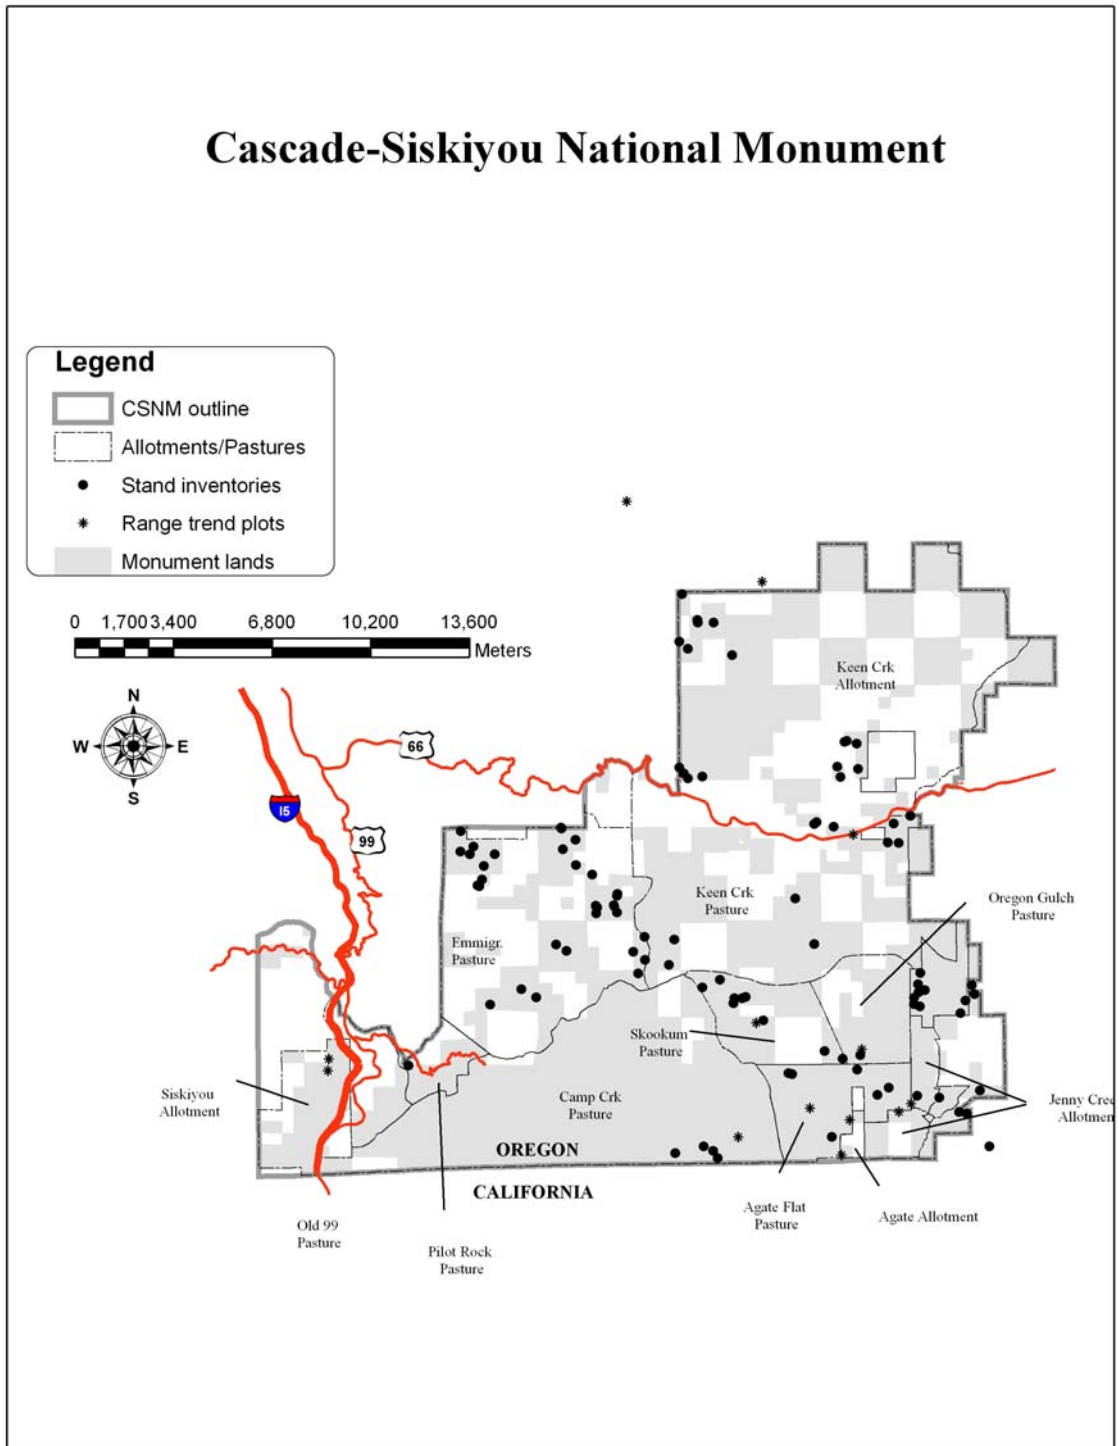 Cascade-Siskiyou National Monument
Legend
CSNM outline
Allotments/Pastures
Stand inventories
Range trend plots
Monument lands
0 1,700 3,400 6,800 10,200 13,600
Meters
N
W E
S
66
15
99
Keen Crk
Allotment
Keen Crk
Pasture
Oregon Gulch
Pasture
Emmigr.
Pasture
Skookum
Pasture
Siskiyou
Allotment
Camp Crk
Pasture
Jenny Cree
Allotment
OREGON
CALIFORNIA
Old 99
Pasture
Pilot Rock
Pasture
Agate Flat
Pasture
Agate Allotment